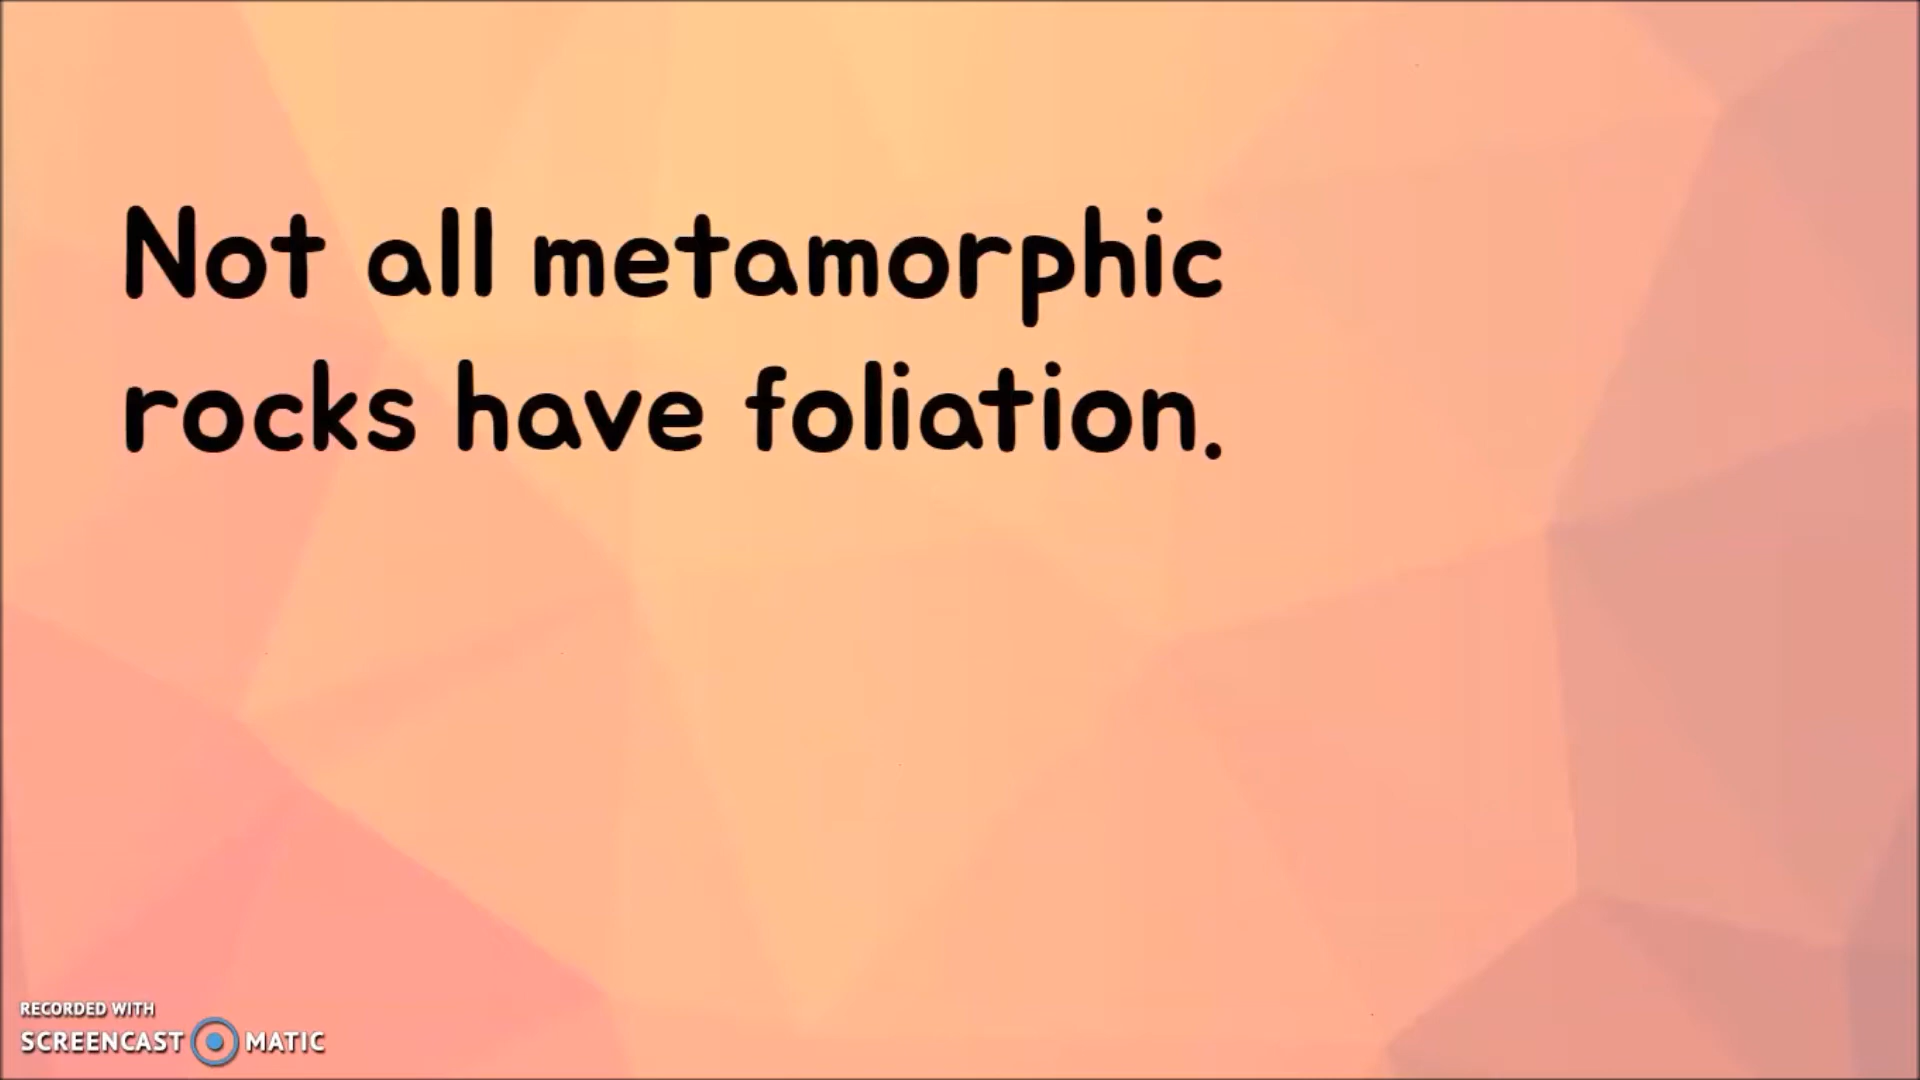 Not all metamorphic
rocks have foliation.
RECORDED WITH
SCREENCAST MATIC